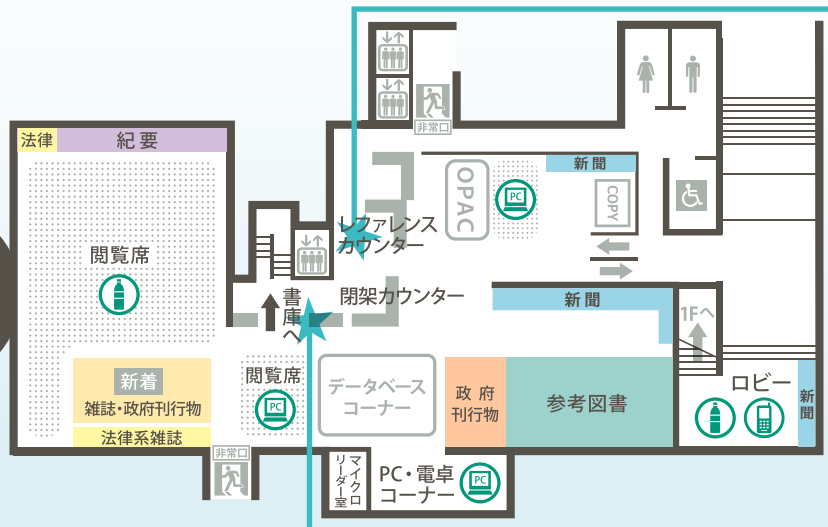 非常口
法律
紀要
新聞
OPAC
PC
COPY
レファレンス
カウンター
閲覧席
書庫へ
閉架カウンター
新聞
1Fへ
閲覧席
PC
新着
雑誌・政府刊行物
法律系雑誌
データベース
コーナー
政府
刊行物
参考図書
ロビー
新聞
非常口
マイクロ
リーダー室
PC・電卓
コーナー
PC